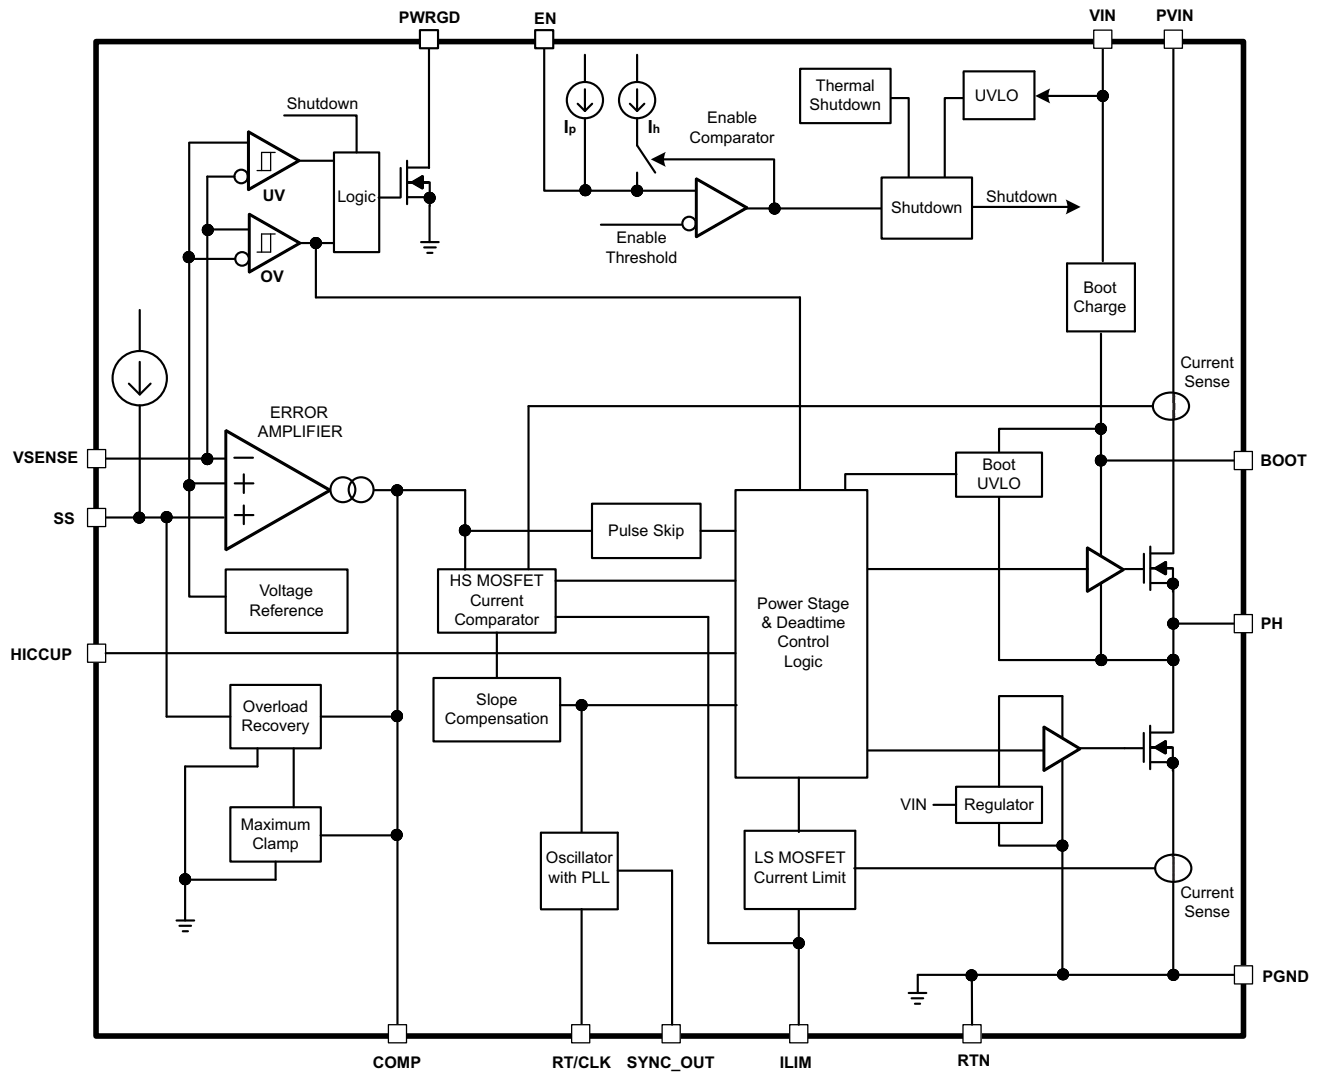 PWRGD
EN
VIN
PVIN
Shutdown
UV
OV
Logic
Ip
Ih
Enable
Comparator
Enable
Threshold
Thermal
Shutdown
UVLO
Shutdown
Shutdown
Boot
Charge
Current
Sense
ERROR
AMPLIFIER
VSENSE
−
+
+
SS
BOOT
Boot
UVLO
Pulse Skip
Voltage
Reference
HS MOSFET
Current
Comparator
Power Stage
& Deadtime
Control
Logic
PH
HICCUP
Overload
Recovery
Slope
Compensation
Maximum
Clamp
VIN
Regulator
Oscillator
with PLL
LS MOSFET
Current Limit
Current
Sense
PGND
COMP
RT/CLK
SYNC_OUT
ILIM
RTN